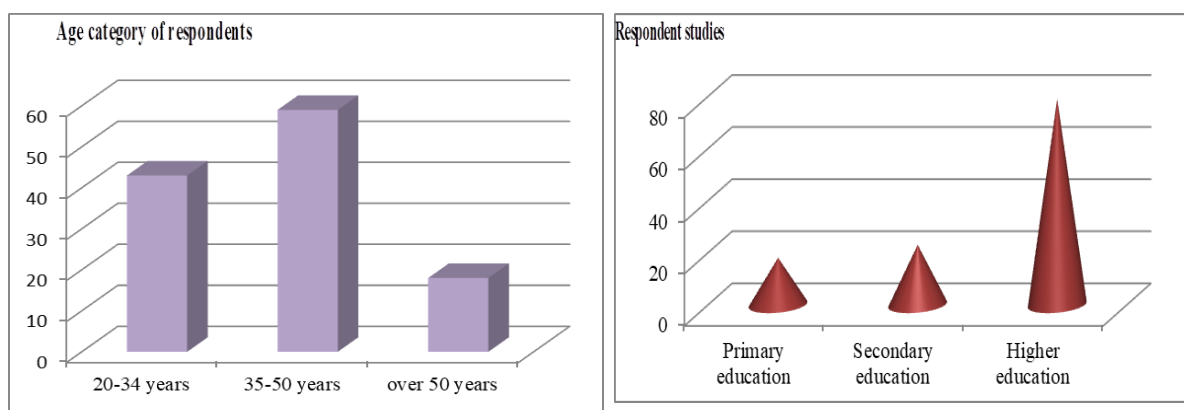 Age category of respondents
60
50
40
30
20
10
0
20-34 years 35-50 years over 50 years
Respondent studies
80
60
40
20
0
Primary education
Secondary education
Higher education